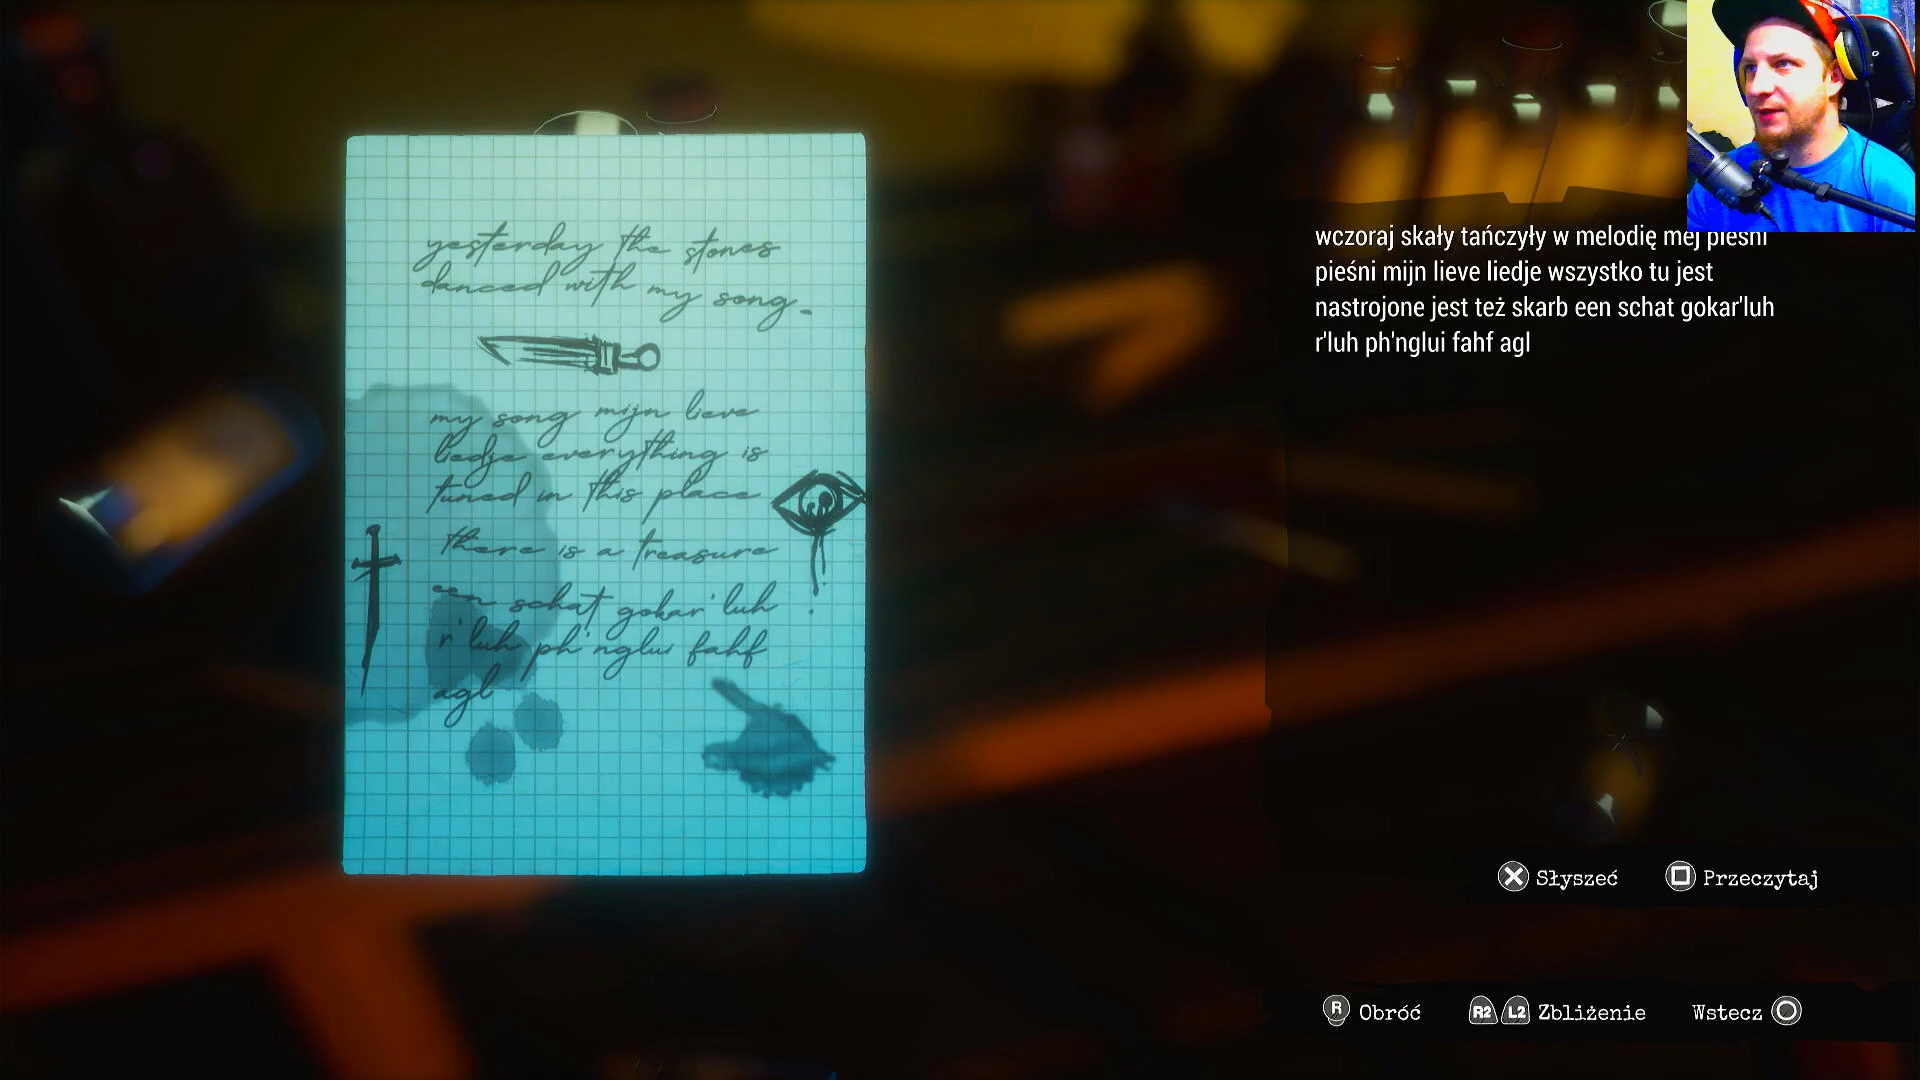 yesterday the stones
danced with my song.
my song mijn lieve
liedje everything is
tuned in this place
there is a treasure
een schat gokar'luh
r'luh ph'nglui fahf
agl
wczoraj skały tańczyły w melodię mej pieśni
pieśni mijn lieve liedje wszystko tu jest
nastrojone jest też skarb een schat gokar'luh
r'luh ph'nglui fahf agl
Słyszeć Przeczytaj
R Obróć R2 L2 Zbliżenie Wstecz